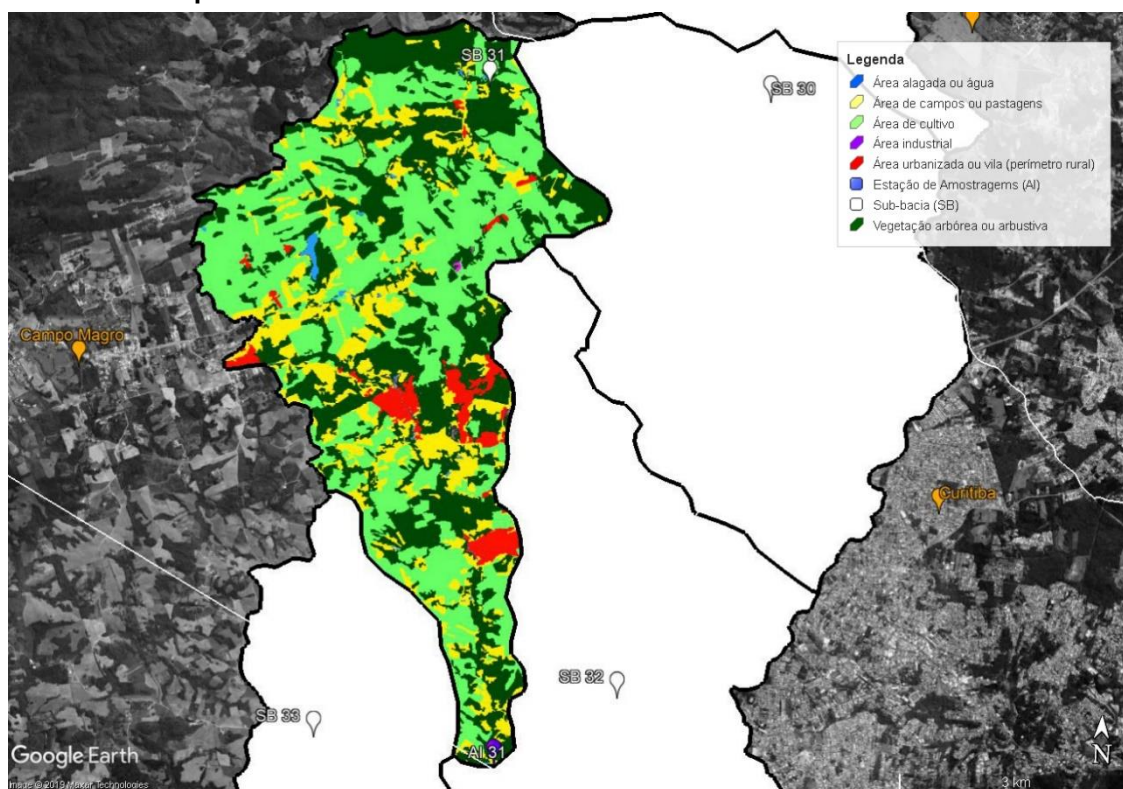 SB 31
SB 30
Legenda
Área alagada ou água
Área de campos ou pastagens
Área de cultivo
Área industrial
Área urbanizada ou vila (perímetro rural)
Estação de Amostragems (AI)
Sub-bacia (SB)
Vegetação arbórea ou arbustiva
Campo Magro
Curitiba
SB 32
SB 33
AI 31
Google Earth
N
Image © 2019 Maxar Technologies
3 km